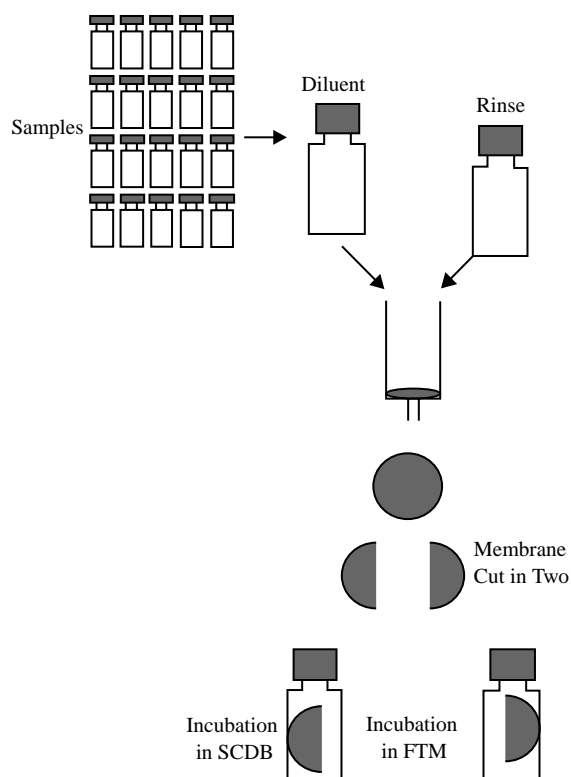 Diluent
Rinse
Samples
Membrane
Cut in Two
Incubation
in SCDB
Incubation
in FTM